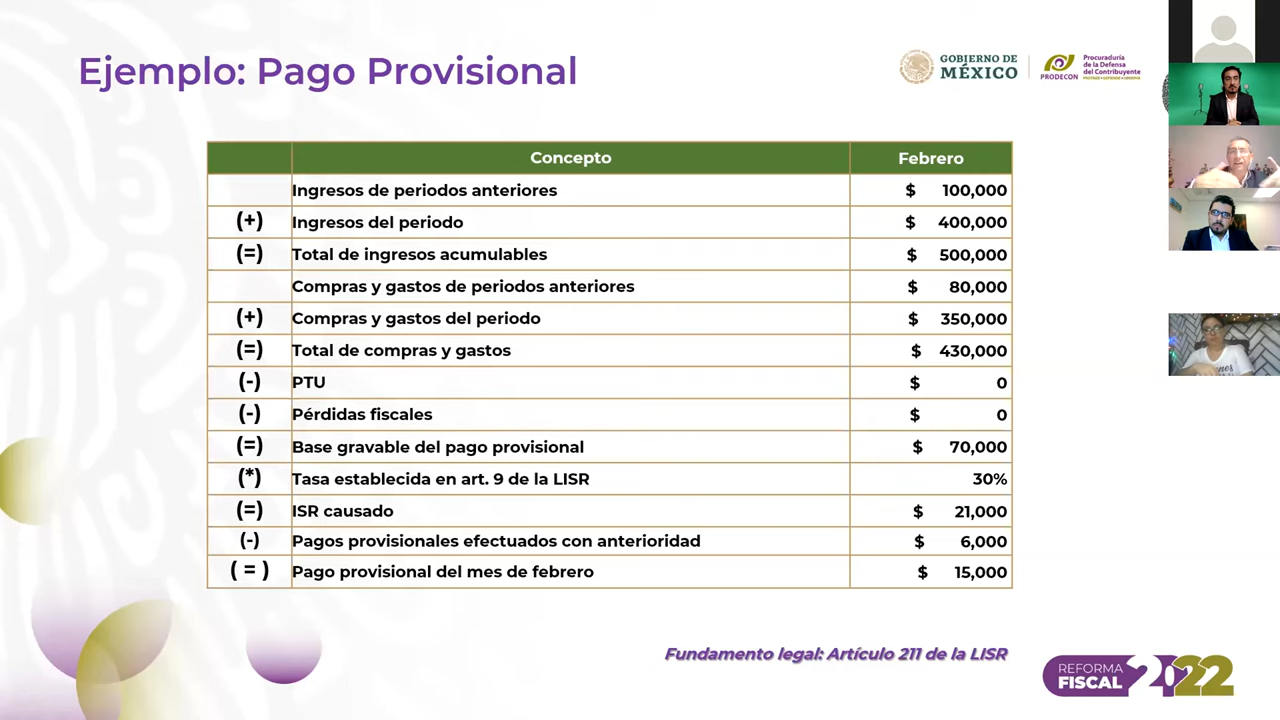 Ejemplo: Pago Provisional
GOBIERNO DE
MÉXICO
PRODECON
Procuraduría
de la Defensa
del Contribuyente
Concepto Febrero
Ingresos de periodos anteriores $ 100,000
(+) Ingresos del periodo $ 400,000
(=) Total de ingresos acumulables $ 500,000
Compras y gastos de periodos anteriores $ 80,000
(+) Compras y gastos del periodo $ 350,000
(=) Total de compras y gastos $ 430,000
(-) PTU $ 0
(-) Pérdidas fiscales $ 0
(=) Base gravable del pago provisional $ 70,000
(*) Tasa establecida en art. 9 de la LISR 30%
(=) ISR causado $ 21,000
(-) Pagos provisionales efectuados con anterioridad $ 6,000
( = ) Pago provisional del mes de febrero $ 15,000
Fundamento legal: Artículo 211 de la LISR
REFORMA
FISCAL 2022